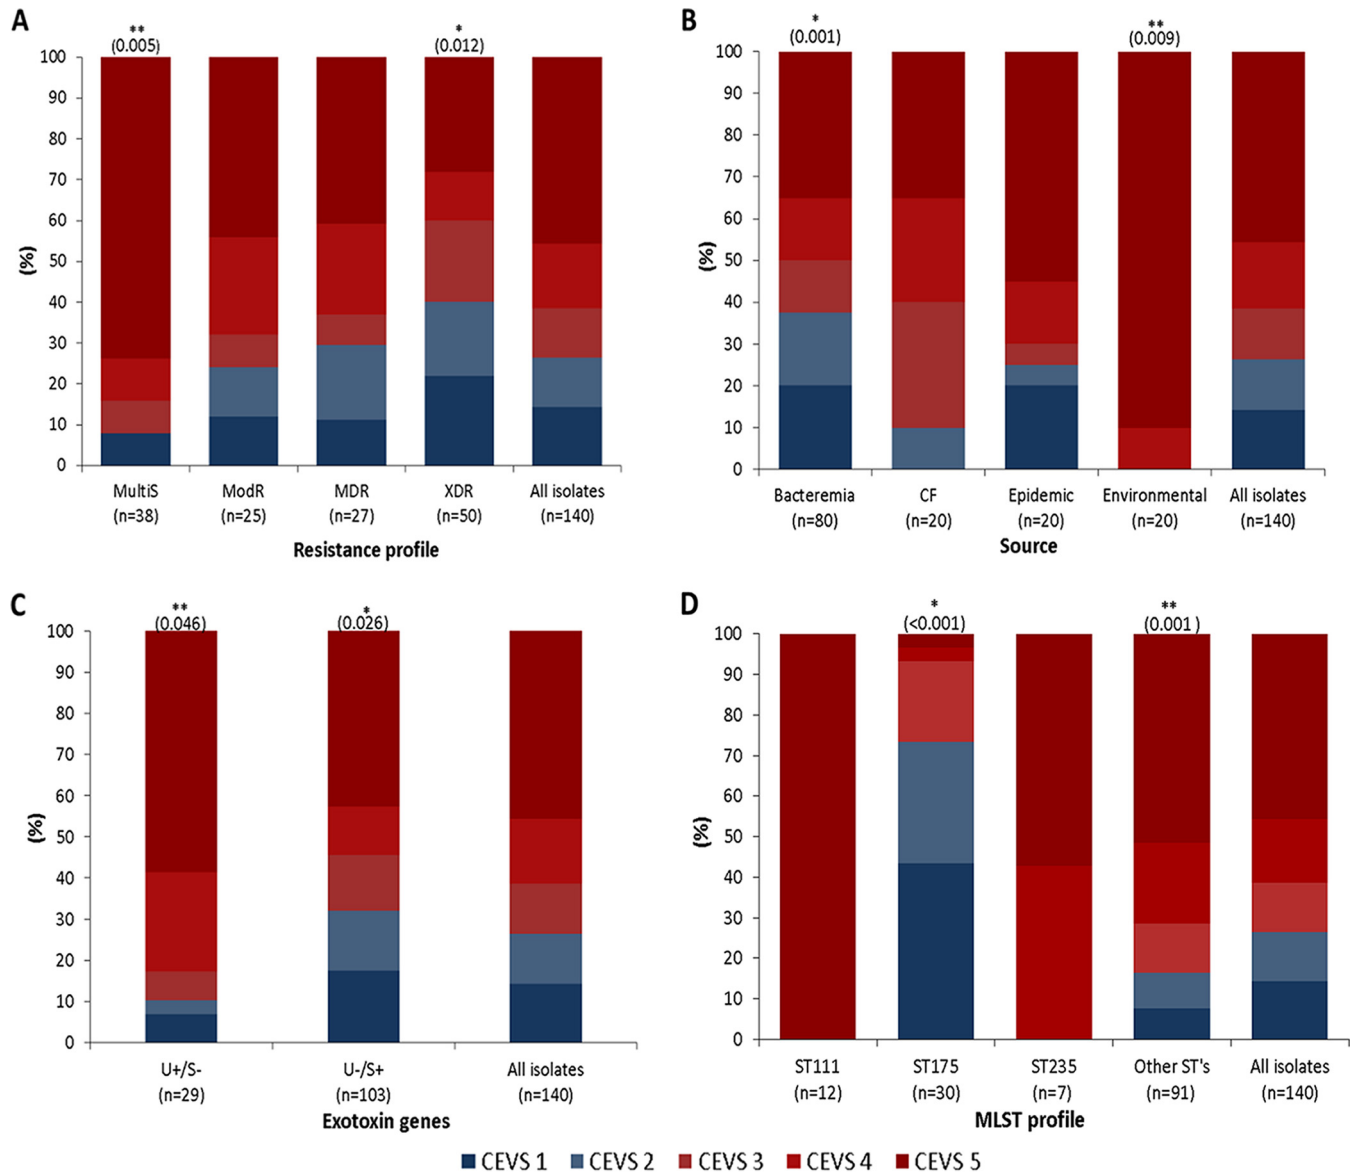 A
**
(0.005)
*
(0.012)
100
90
80
70
60
50
40
30
20
10
0
(%)
MultiS
(n=38)
ModR
(n=25)
MDR
(n=27)
XDR
(n=50)
All isolates
(n=140)
Resistance profile
B
*
(0.001)
**
(0.009)
100
90
80
70
60
50
40
30
20
10
0
(%)
Bacteremia
(n=80)
CF
(n=20)
Epidemic
(n=20)
Environmental
(n=20)
All isolates
(n=140)
Source
C
**
(0.046)
*
(0.026)
100
90
80
70
60
50
40
30
20
10
0
(%)
U+/S-
(n=29)
U-/S+
(n=103)
All isolates
(n=140)
Exotoxin genes
D
*
(<0.001)
**
(0.001 )
100
90
80
70
60
50
40
30
20
10
0
(%)
ST111
(n=12)
ST175
(n=30)
ST235
(n=7)
Other ST's
(n=91)
All isolates
(n=140)
MLST profile
CEVS 1 CEVS 2 CEVS 3 CEVS 4 CEVS 5